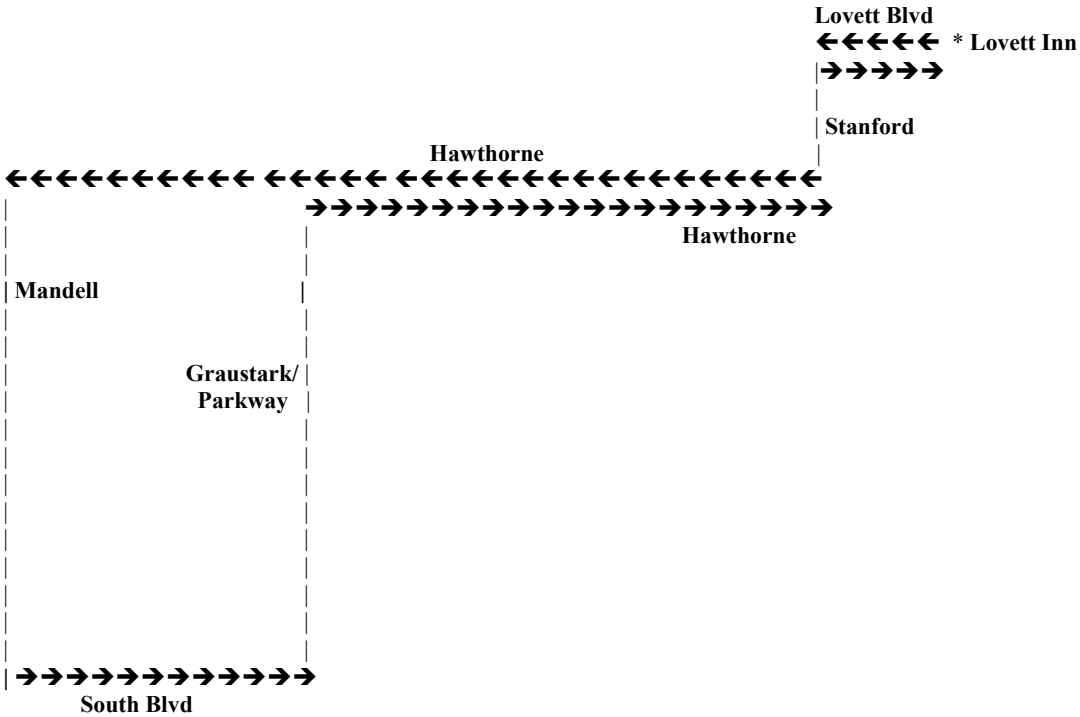 Lovett Blvd
🡨🡨🡨🡨🡨 * Lovett Inn
|🡪🡪🡪🡪🡪
|
| Stanford
Hawthorne |
🡨🡨🡨🡨🡨🡨🡨🡨🡨🡨 🡨🡨🡨🡨🡨 🡨🡨🡨🡨🡨🡨🡨🡨🡨🡨🡨🡨🡨🡨🡨🡨🡨
| 🡪🡪🡪🡪🡪🡪🡪🡪🡪🡪🡪🡪🡪🡪🡪🡪🡪🡪🡪🡪🡪
| | Hawthorne
| |
| Mandell |
| |
| |
| Graustark/ |
| Parkway |
| |
| |
| |
| |
| |
| |
| |
| |
| |
| 🡪🡪🡪🡪🡪🡪🡪🡪🡪🡪🡪🡪
South Blvd